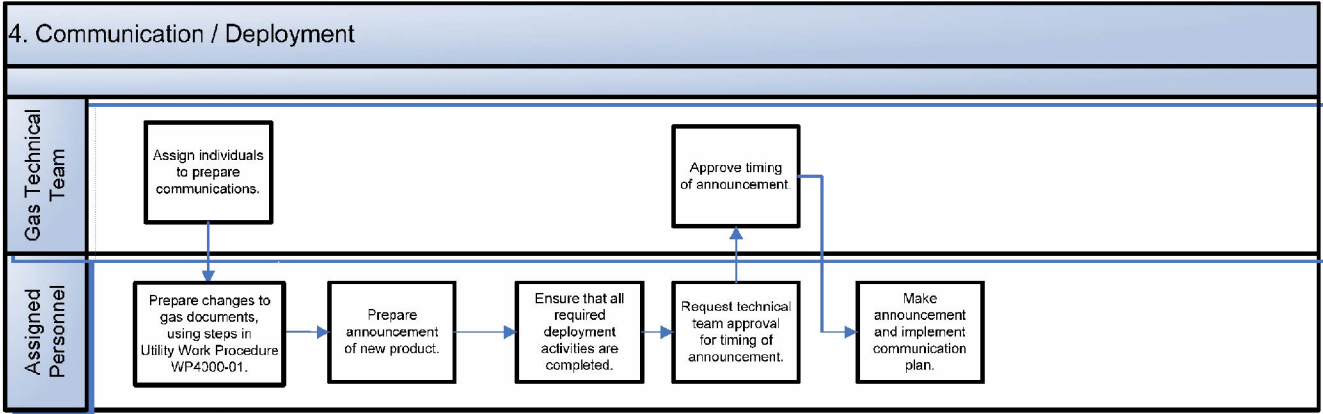 4. Communication / Deployment
Gas Technical
Team
Assign individuals
to prepare
communications.
Approve timing
of announcement.
Assigned
Personnel
Prepare changes to
gas documents,
using steps in
Utility Work Procedure
WP4000-01.
Prepare
announcement
of new product.
Ensure that all
required
deployment
activities are
completed.
Request technical
team approval
for timing of
announcement.
Make
announcement
and implement
communication
plan.